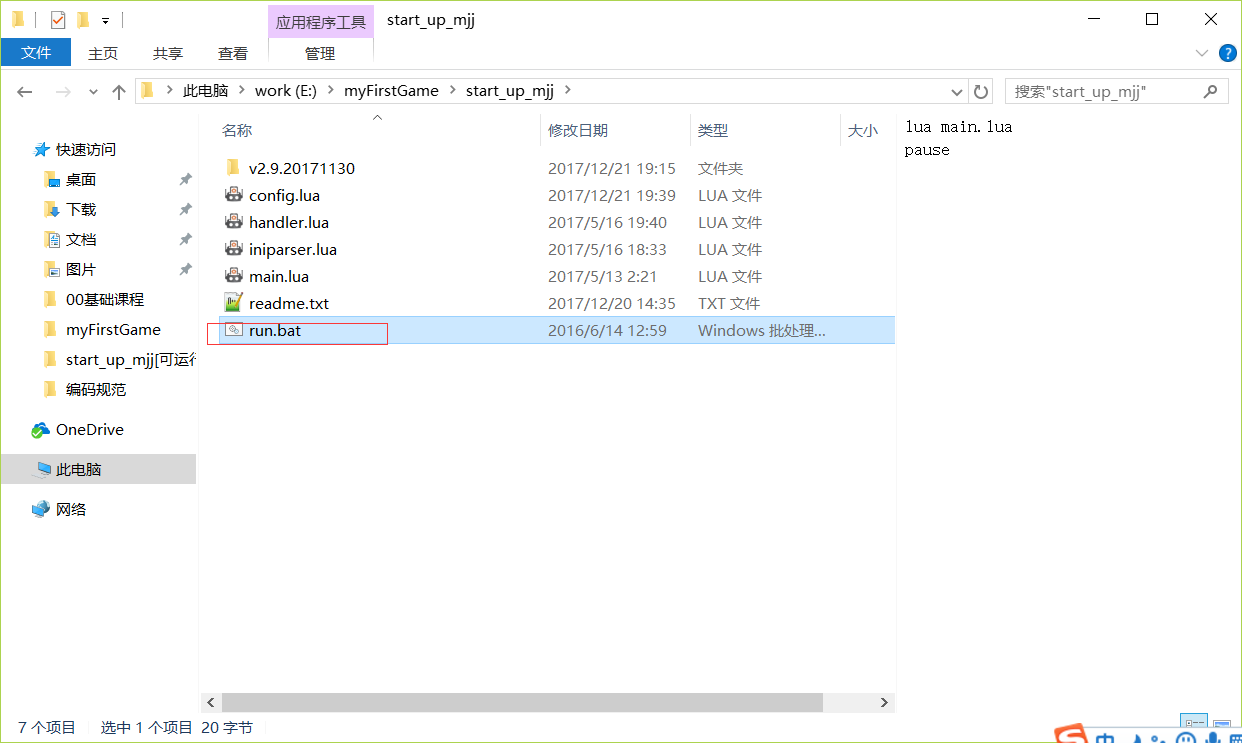 应用程序工具 start_up_mjj
文件 主页 共享 查看 管理
此电脑 work (E:) myFirstGame start_up_mjj 搜索"start_up_mjj"
快速访问
桌面
下载
文档
图片
00基础课程
myFirstGame
start_up_mjj[可运行
编码规范
OneDrive
此电脑
网络
名称 修改日期 类型 大小
v2.9.20171130 2017/12/21 19:15 文件夹
config.lua 2017/12/21 19:39 LUA 文件
handler.lua 2017/5/16 19:40 LUA 文件
iniparser.lua 2017/5/16 18:33 LUA 文件
main.lua 2017/5/13 2:21 LUA 文件
readme.txt 2017/12/20 14:35 TXT 文件
run.bat 2016/6/14 12:59 Windows 批处理...
lua main.lua
pause
7 个项目 选中 1 个项目 20 字节
中